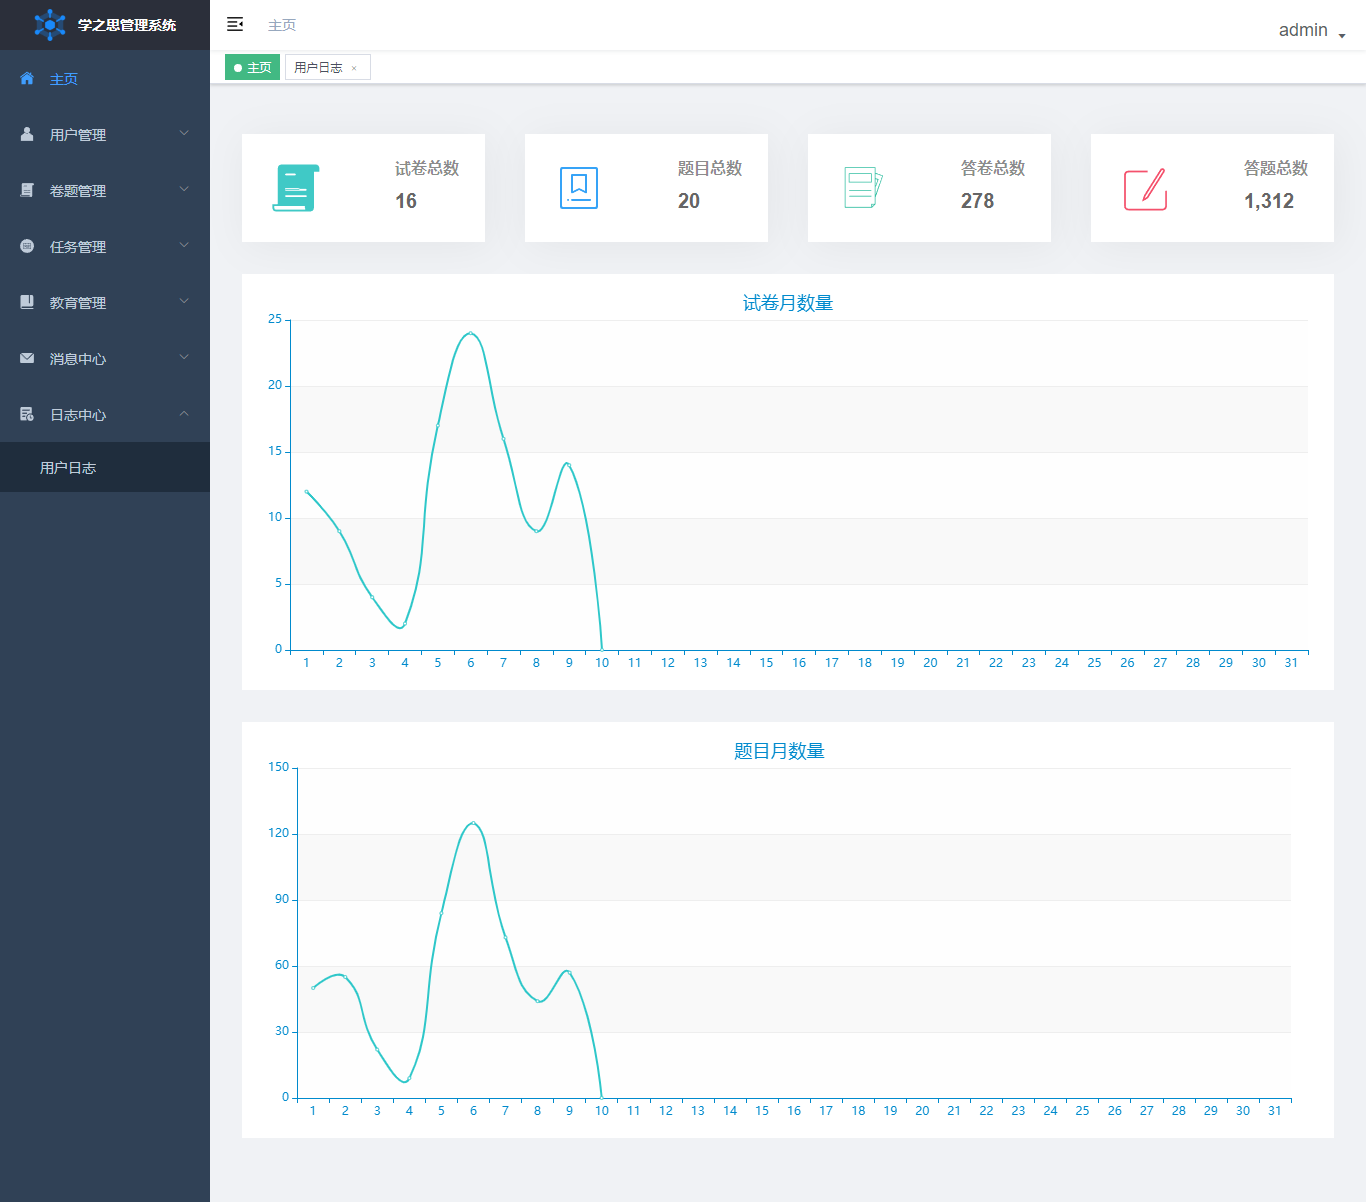 学之思管理系统
主页
admin
主页
用户日志 ×
主页
用户管理
卷题管理
任务管理
教育管理
消息中心
日志中心
用户日志
试卷总数
16
题目总数
20
答卷总数
278
答题总数
1,312
试卷月数量
25
20
15
10
5
0
1 2 3 4 5 6 7 8 9 10 11 12 13 14 15 16 17 18 19 20 21 22 23 24 25 26 27 28 29 30 31
题目月数量
150
120
90
60
30
0
1 2 3 4 5 6 7 8 9 10 11 12 13 14 15 16 17 18 19 20 21 22 23 24 25 26 27 28 29 30 31